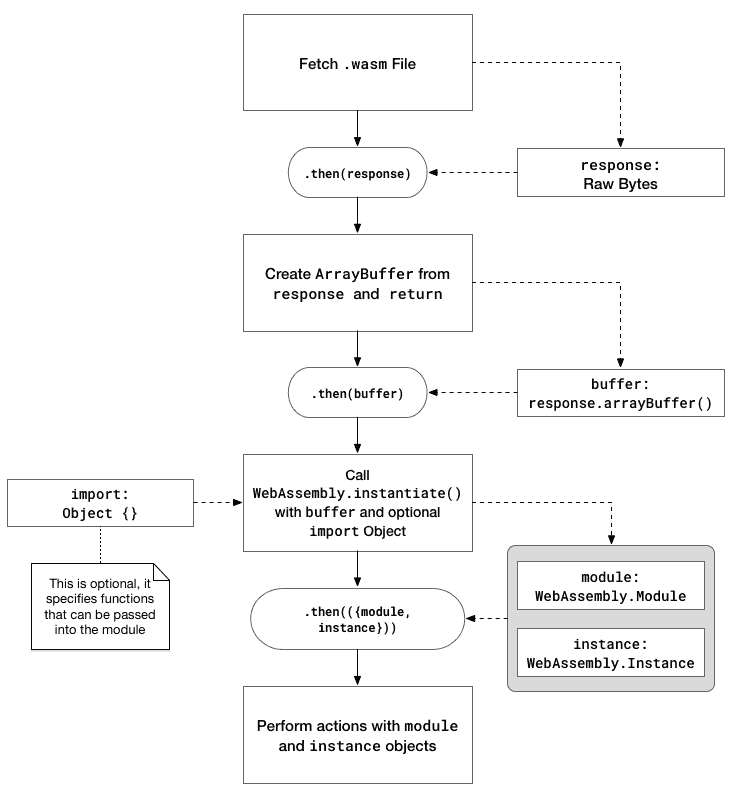 Fetch .wasm File
.then(response)
response:
Raw Bytes
Create ArrayBuffer from
response and return
.then(buffer)
buffer:
response.arrayBuffer()
Call
WebAssembly.instantiate()
with buffer and optional
import Object
import:
Object {}
This is optional, it
specifies functions
that can be passed
into the module
.then(({module,
instance}))
module:
WebAssembly.Module
instance:
WebAssembly.Instance
Perform actions with module
and instance objects